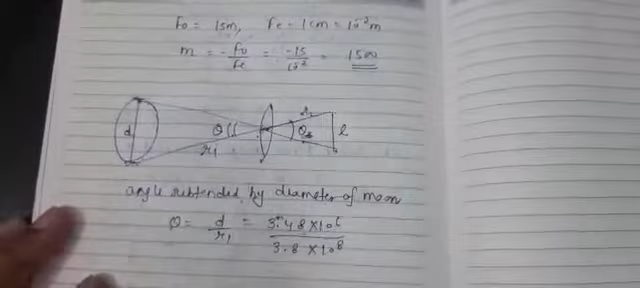 Fo = 15m, Fe = 1cm = 10⁻²m
m = -Fo/Fe = -15/10⁻² = 1500
d θ r₁ θ l
angle subtended by diameter of moon
θ = d/r₁ = 3.48 × 10⁶ / 3.8 × 10⁸